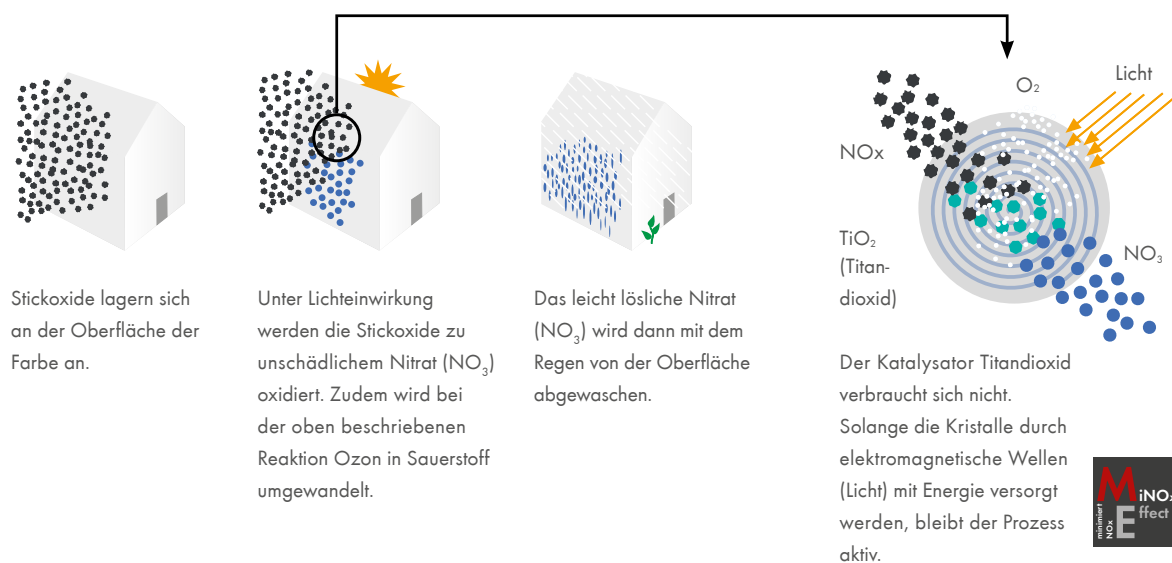 Stickoxide lagern sich
an der Oberfläche der
Farbe an.
Unter Lichteinwirkung
werden die Stickoxide zu
unschädlichem Nitrat (NO₃)
oxidiert. Zudem wird bei
der oben beschriebenen
Reaktion Ozon in Sauerstoff
umgewandelt.
Das leicht lösliche Nitrat
(NO₃) wird dann mit dem
Regen von der Oberfläche
abgewaschen.
O₂
Licht
NOx
TiO₂
(Titan-
dioxid)
NO₃
Der Katalysator Titandioxid
verbraucht sich nicht.
Solange die Kristalle durch
elektromagnetische Wellen
(Licht) mit Energie versorgt
werden, bleibt der Prozess
aktiv.
MiNOx
Effect
minimiert
NOx